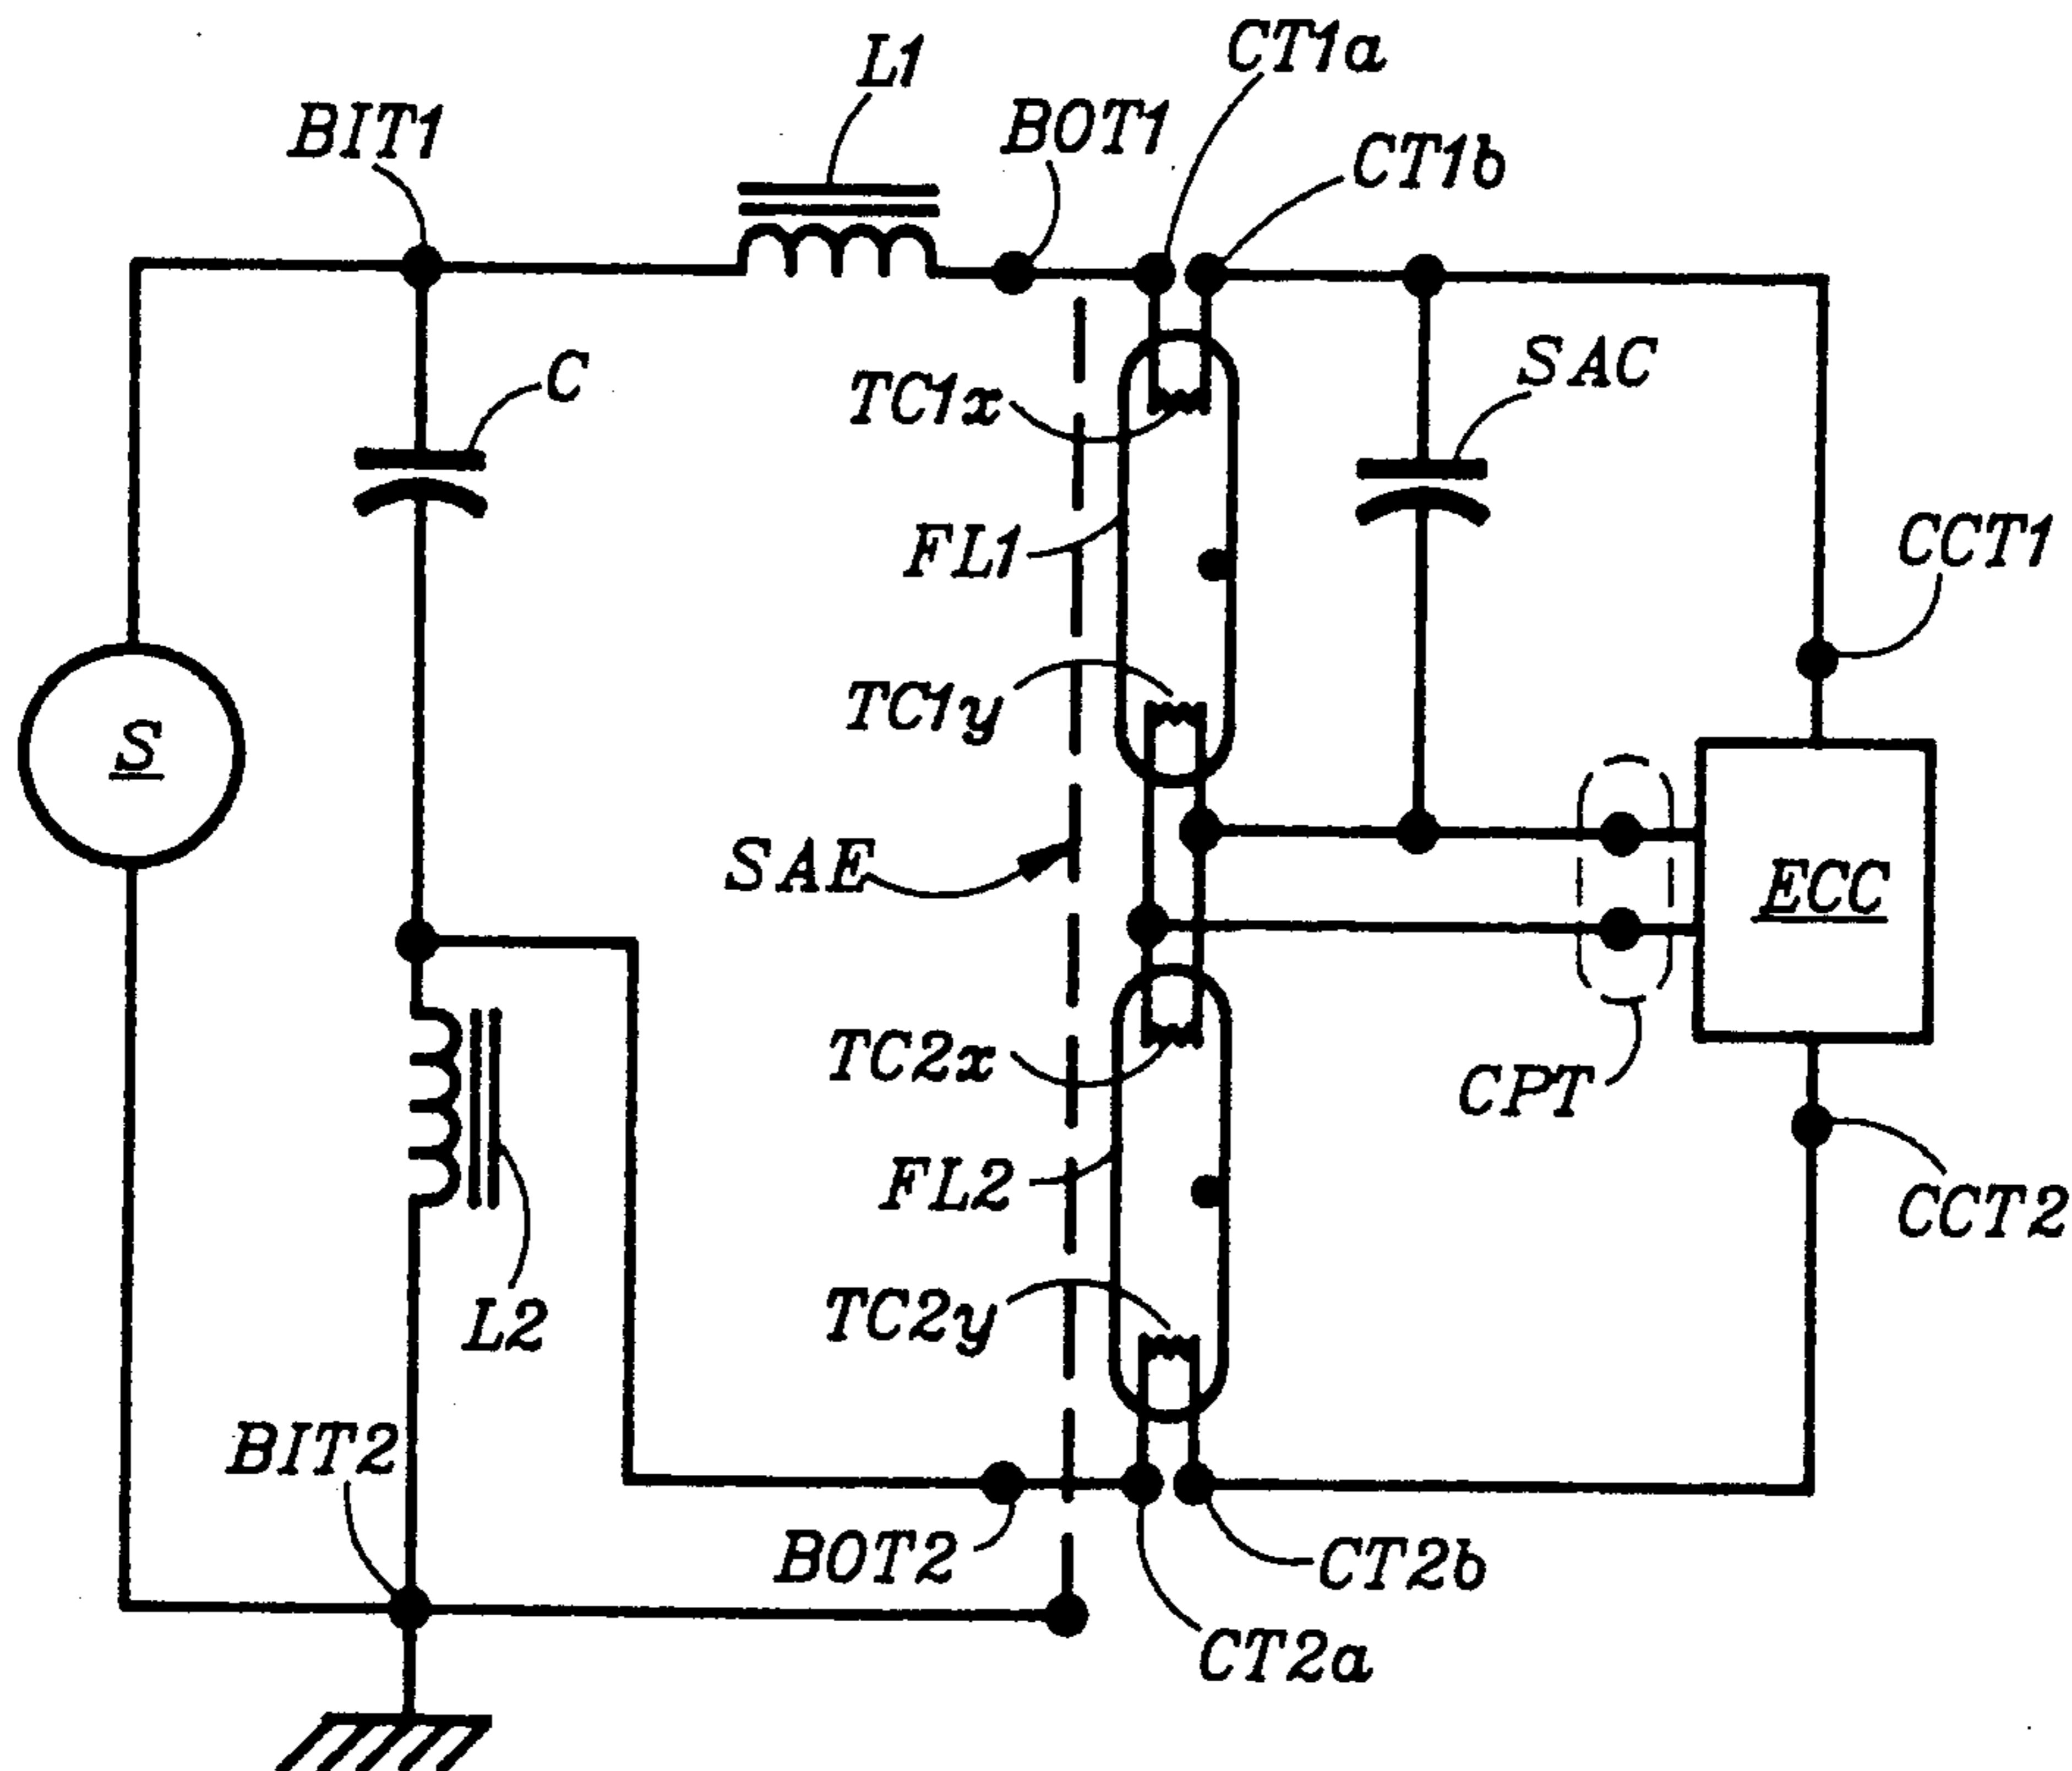 L1
CT1a
BIT1
BOT1
CT1b
C
SAC
TC1x
FL1
CCT1
TC1y
S
SAE
ECC
TC2x
CPT
FL2
CCT2
TC2y
L2
BIT2
BOT2
CT2b
CT2a